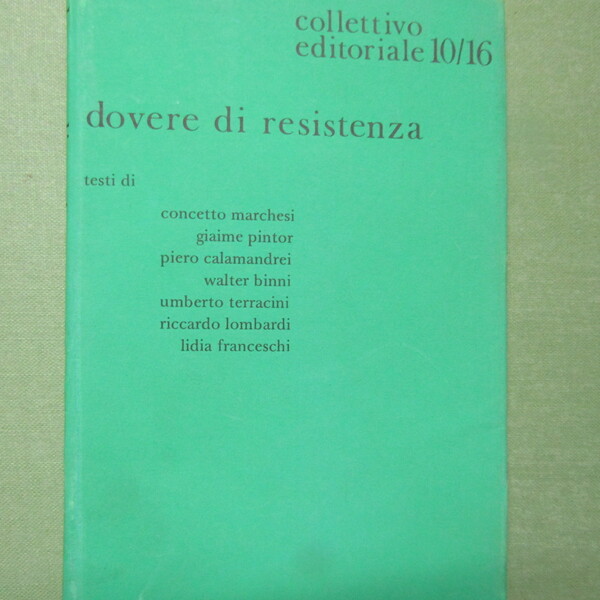 collettivo
editoriale 10/16
dovere di resistenza
testi di
concetto marchesi
giaime pintor
piero calamandrei
walter binni
umberto terracini
riccardo lombardi
lidia franceschi